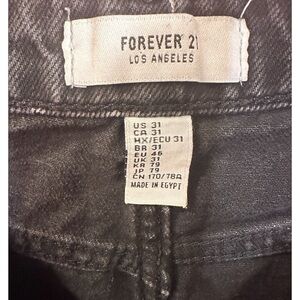 FOREVER 21
LOS ANGELES
US 31
CA 31
MX/ECU 31
BR 31
EU 46
UK 31
KR 79
JP 79
CN 170/78A
MADE IN EGYPT